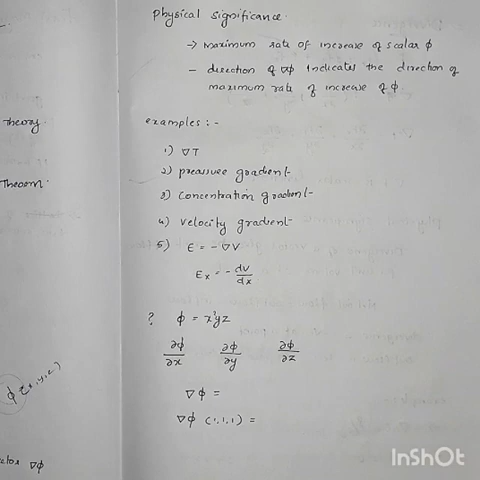 Physical significance.
→ maximum rate of increase of scalar ϕ
- direction of ∇ϕ indicates the direction of
maximum rate of increase of ϕ.
examples :-
1) ∇T
2) preassure gradient
3) concentration gradient
4) velocity gradient
5) E = - ∇V
Ex = - dv/dx
? ϕ = x²yz
∂ϕ/∂x ∂ϕ/∂y ∂ϕ/∂z
∇ϕ =
∇ϕ (1,1,1) =
Theory
Theorem
ϕ
∇ϕ
InShOt